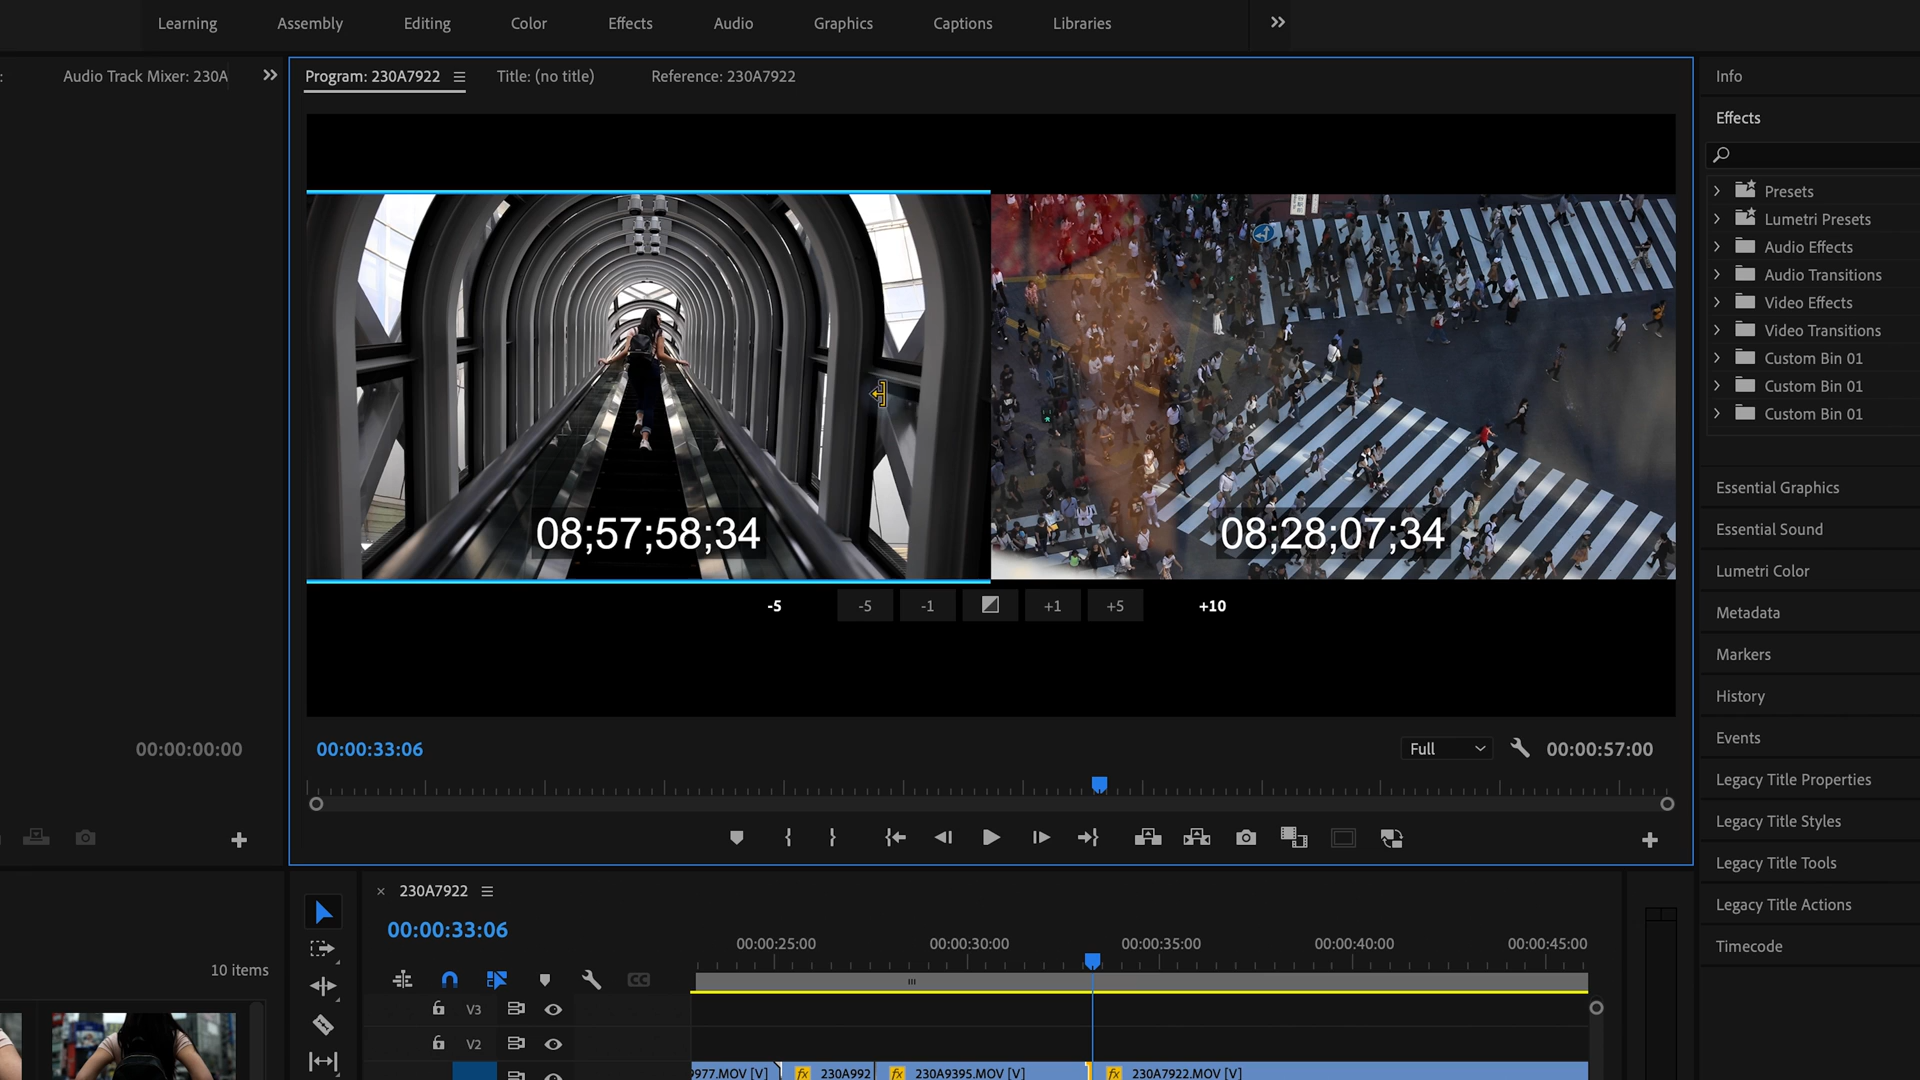 Learning Assembly Editing Color Effects Audio Graphics Captions Libraries
Audio Track Mixer: 230A
Program: 230A7922 Title: (no title) Reference: 230A7922
08;57;58;34
08;28;07;34
-5 -5 -1 +1 +5 +10
00:00:00:00
00:00:33:06
Full
00:00:57:00
Info
Effects
Presets
Lumetri Presets
Audio Effects
Audio Transitions
Video Effects
Video Transitions
Custom Bin 01
Custom Bin 01
Custom Bin 01
Essential Graphics
Essential Sound
Lumetri Color
Metadata
Markers
History
Events
Legacy Title Properties
Legacy Title Styles
Legacy Title Tools
Legacy Title Actions
Timecode
10 items
230A7922
00:00:33:06
00:00:25:00 00:00:30:00 00:00:35:00 00:00:40:00 00:00:45:00
CC
V3
V2
9977.MOV [V] fx 230A992 fx 230A9395.MOV [V] fx 230A7922.MOV [V]